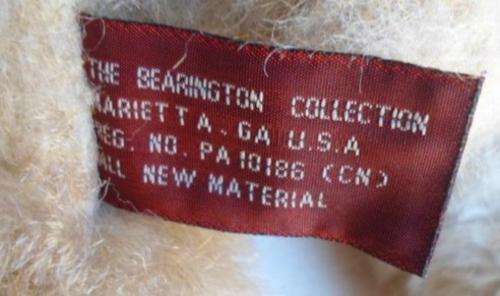 THE BEARINGTON COLLECTION
MARIETTA. GA U.S.A
REG. NO. PA 10186 (CN)
ALL NEW MATERIAL